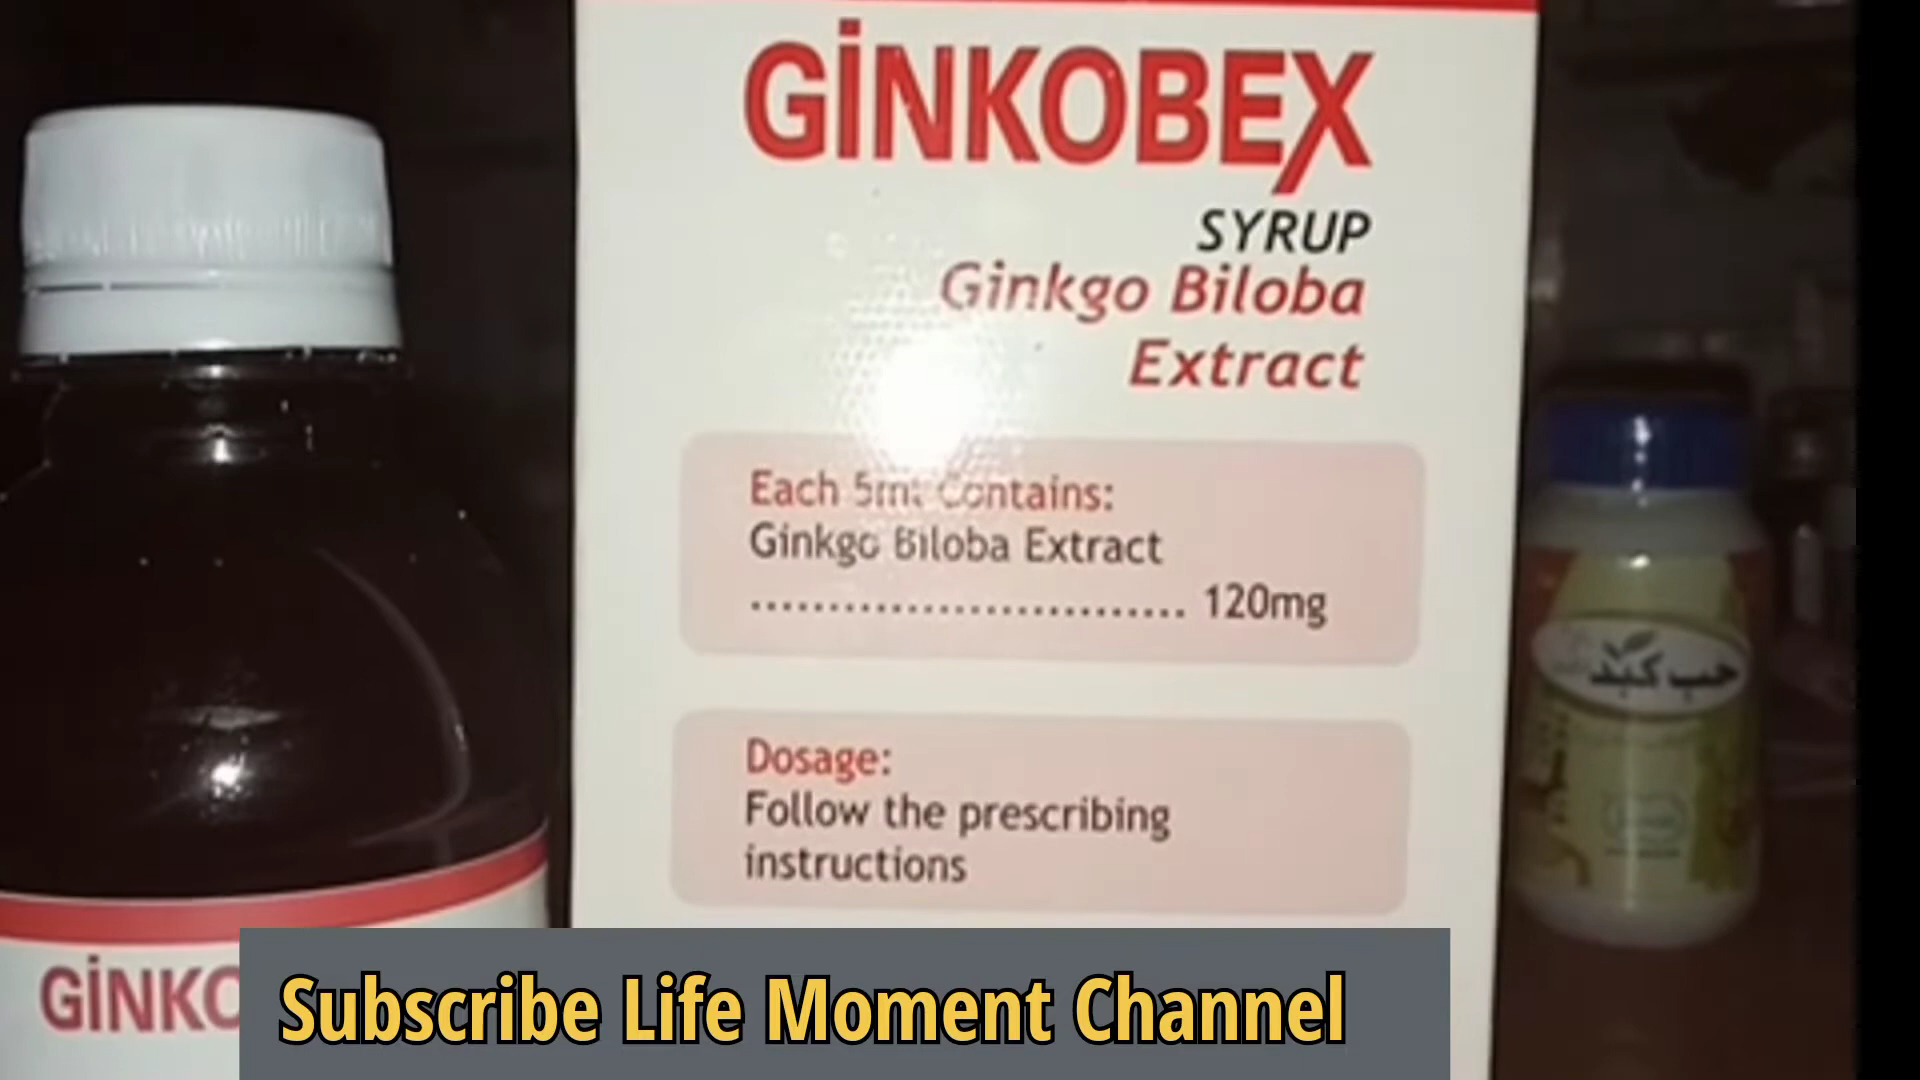 GİNKOBEX
SYRUP
Ginkgo Biloba
Extract
Each 5ml Contains:
Ginkgo Biloba Extract
............................ 120mg
Dosage:
Follow the prescribing
instructions
GİNKO
حب کبد
Subscribe Life Moment Channel